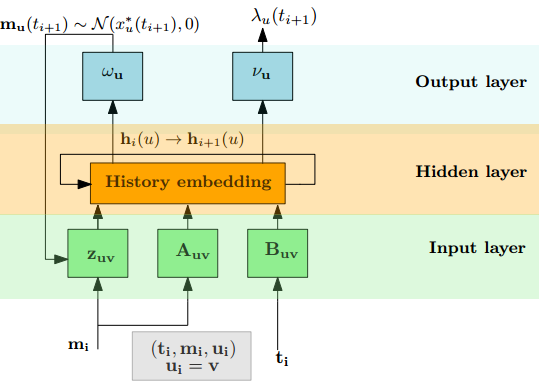 m_u(t_{i+1}) ∼ 𝒩(x*_u(t_{i+1}), 0)
λ_u(t_{i+1})
ω_u
ν_u
Output layer
h_i(u) → h_{i+1}(u)
History embedding
Hidden layer
z_uv
A_uv
B_uv
Input layer
m_i
(t_i, m_i, u_i)
u_i = v
t_i